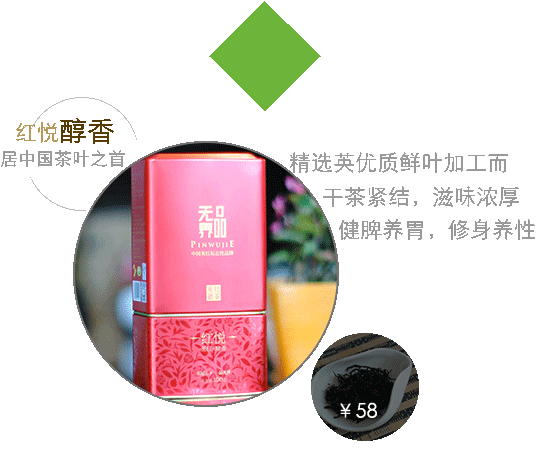 红悦醇香
居中国茶叶之首
精选英优质鲜叶加工而
干茶紧结，滋味浓厚
健脾养胃，修身养性
品无界
PINWUJIE
红悦
￥58